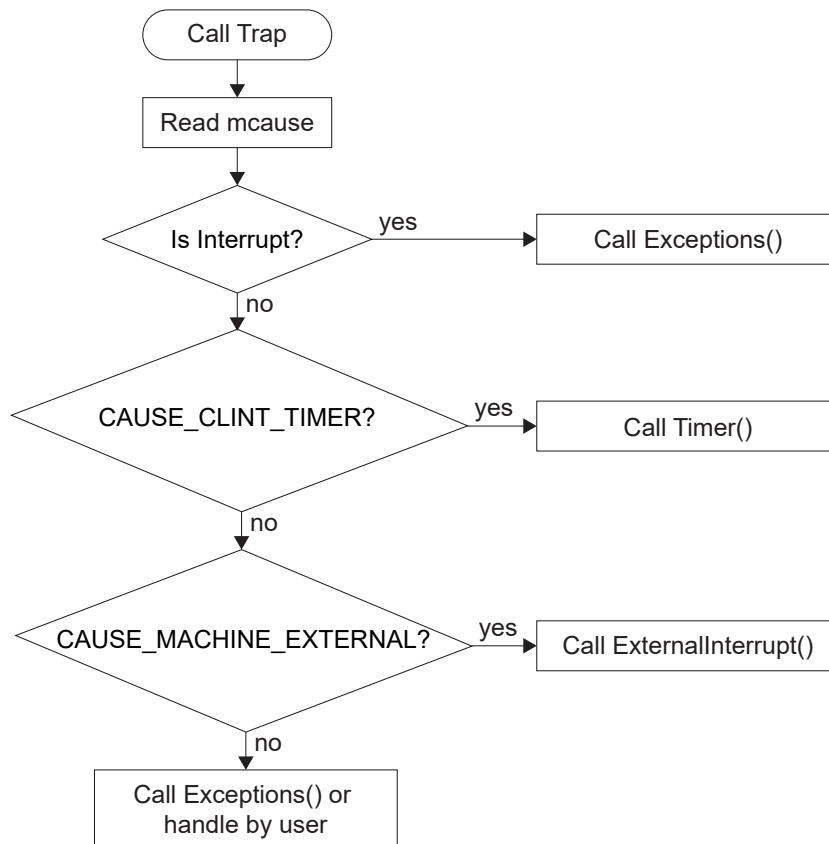 Call Trap
Read mcause
Is Interrupt?
yes
Call Exceptions()
no
CAUSE_CLINT_TIMER?
yes
Call Timer()
no
CAUSE_MACHINE_EXTERNAL?
yes
Call ExternalInterrupt()
no
Call Exceptions() or
handle by user